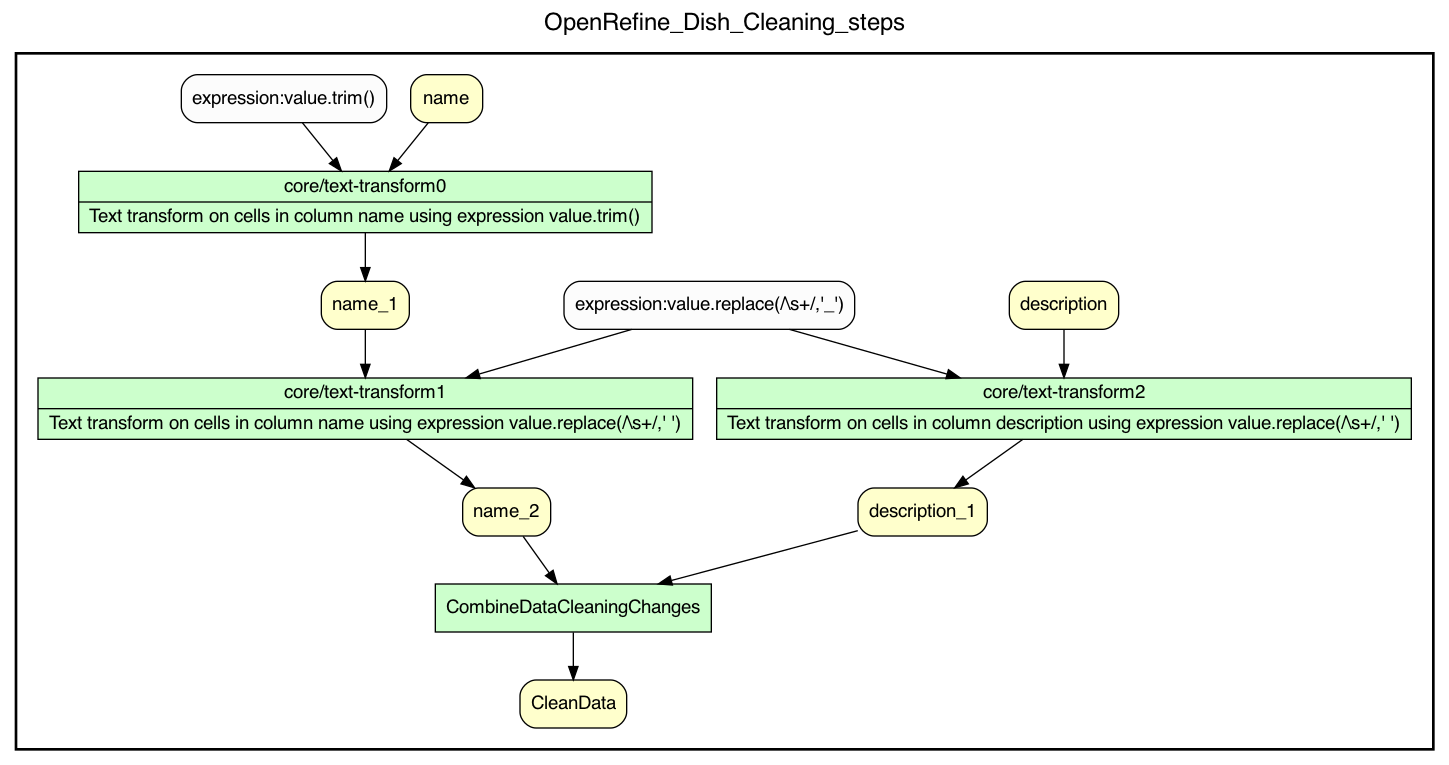 OpenRefine_Dish_Cleaning_steps
expression:value.trim()
name
core/text-transform0
Text transform on cells in column name using expression value.trim()
name_1
expression:value.replace(/\s+/,'_')
description
core/text-transform1
Text transform on cells in column name using expression value.replace(/\s+/,' ')
core/text-transform2
Text transform on cells in column description using expression value.replace(/\s+/,' ')
name_2
description_1
CombineDataCleaningChanges
CleanData